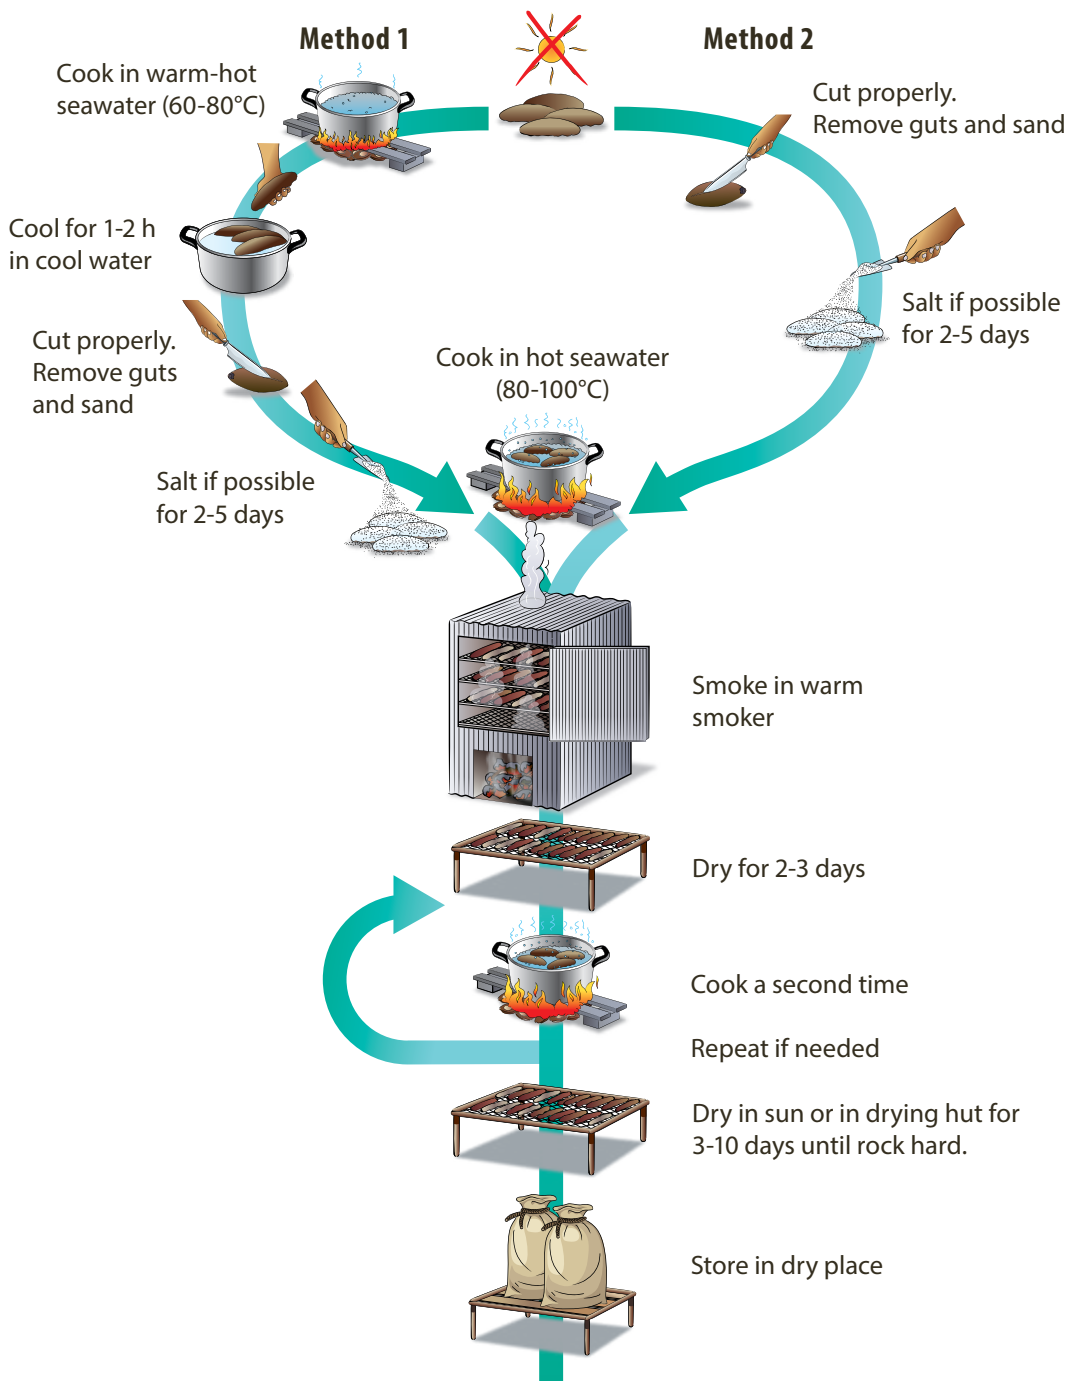 Method 1
Method 2
Cook in warm-hot
seawater (60-80°C)
Cool for 1-2 h
in cool water
Cut properly.
Remove guts
and sand
Salt if possible
for 2-5 days
Cut properly.
Remove guts and sand
Salt if possible
for 2-5 days
Cook in hot seawater
(80-100°C)
Smoke in warm
smoker
Dry for 2-3 days
Cook a second time
Repeat if needed
Dry in sun or in drying hut for
3-10 days until rock hard.
Store in dry place